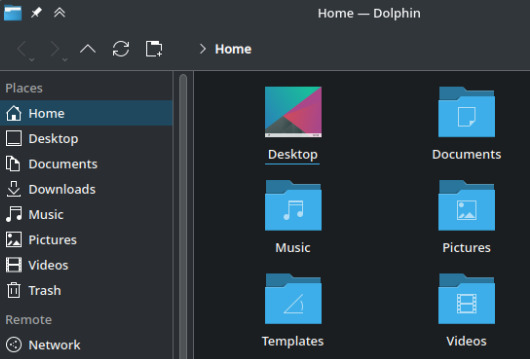 Home — Dolphin
Home
Places
Home
Desktop
Documents
Downloads
Music
Pictures
Videos
Trash
Remote
Network
Desktop
Documents
Music
Pictures
Templates
Videos